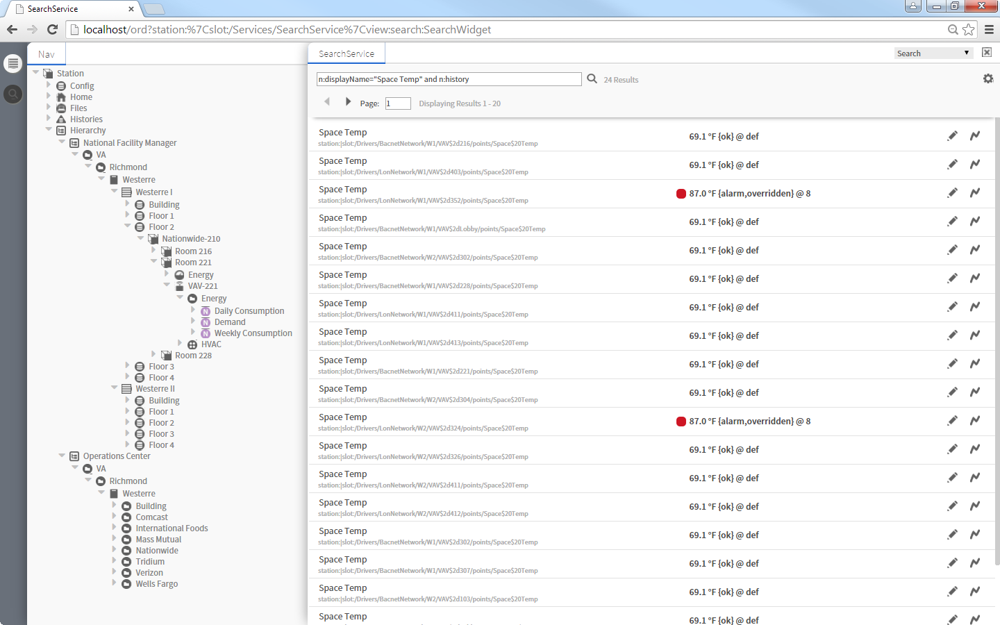 SearchService
localhost/ord?station:%7Cslot:/Services/SearchService%7Cview:search:SearchWidget
Nav
Station
Config
Home
Files
Histories
Hierarchy
National Facility Manager
VA
Richmond
Westerre
Westerre I
Building
Floor 1
Floor 2
Nationwide-210
Room 216
Room 221
Energy
VAV-221
Energy
Daily Consumption
Demand
Weekly Consumption
HVAC
Room 228
Floor 3
Floor 4
Westerre II
Building
Floor 1
Floor 2
Floor 3
Floor 4
Operations Center
VA
Richmond
Westerre
Building
Comcast
International Foods
Mass Mutual
Nationwide
Tridium
Verizon
Wells Fargo
SearchService
Search
n:displayName="Space Temp" and n:history
24 Results
Page: 1 Displaying Results 1 - 20
Space Temp
station:|slot:/Drivers/BacnetNetwork/W1/VAV$2d216/points/Space$20Temp
69.1 °F {ok} @ def
Space Temp
station:|slot:/Drivers/LonNetwork/W1/VAV$2d403/points/Space$20Temp
69.1 °F {ok} @ def
Space Temp
station:|slot:/Drivers/LonNetwork/W1/VAV$2d352/points/Space$20Temp
87.0 °F {alarm,overridden} @ 8
Space Temp
station:|slot:/Drivers/BacnetNetwork/W1/VAV$2dLobby/points/Space$20Temp
69.1 °F {ok} @ def
Space Temp
station:|slot:/Drivers/BacnetNetwork/W2/VAV$2d302/points/Space$20Temp
69.1 °F {ok} @ def
Space Temp
station:|slot:/Drivers/BacnetNetwork/W1/VAV$2d228/points/Space$20Temp
69.1 °F {ok} @ def
Space Temp
station:|slot:/Drivers/LonNetwork/W1/VAV$2d411/points/Space$20Temp
69.1 °F {ok} @ def
Space Temp
station:|slot:/Drivers/LonNetwork/W1/VAV$2d413/points/Space$20Temp
69.1 °F {ok} @ def
Space Temp
station:|slot:/Drivers/BacnetNetwork/W1/VAV$2d221/points/Space$20Temp
69.1 °F {ok} @ def
Space Temp
station:|slot:/Drivers/BacnetNetwork/W2/VAV$2d304/points/Space$20Temp
69.1 °F {ok} @ def
Space Temp
station:|slot:/Drivers/BacnetNetwork/W2/VAV$2d324/points/Space$20Temp
87.0 °F {alarm,overridden} @ 8
Space Temp
station:|slot:/Drivers/LonNetwork/W2/VAV$2d326/points/Space$20Temp
69.1 °F {ok} @ def
Space Temp
station:|slot:/Drivers/LonNetwork/W2/VAV$2d411/points/Space$20Temp
69.1 °F {ok} @ def
Space Temp
station:|slot:/Drivers/LonNetwork/W2/VAV$2d412/points/Space$20Temp
69.1 °F {ok} @ def
Space Temp
station:|slot:/Drivers/BacnetNetwork/W1/VAV$2d302/points/Space$20Temp
69.1 °F {ok} @ def
Space Temp
station:|slot:/Drivers/BacnetNetwork/W1/VAV$2d307/points/Space$20Temp
69.1 °F {ok} @ def
Space Temp
station:|slot:/Drivers/BacnetNetwork/W2/VAV$2d103/points/Space$20Temp
69.1 °F {ok} @ def
Space Temp
69.1 °F {ok} @ def